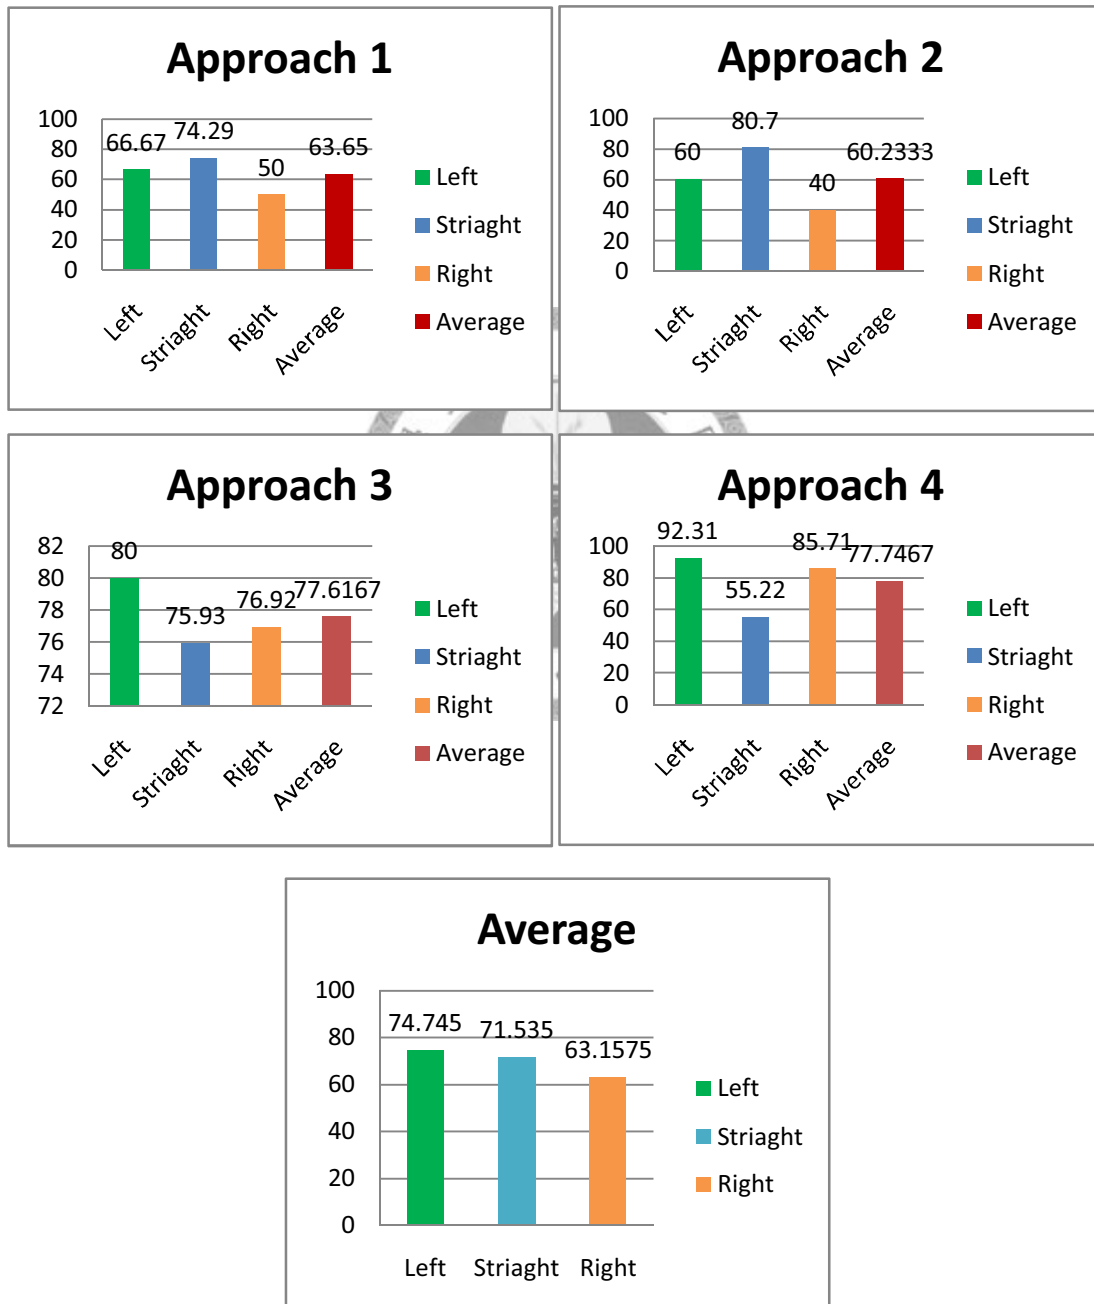 Approach 1
100
80
60
40
20
0
66.67
74.29
50
63.65
Left
Striaght
Right
Average
Left
Striaght
Right
Average
Approach 2
100
80
60
40
20
0
60
80.7
40
60.2333
Left
Striaght
Right
Average
Left
Striaght
Right
Average
Approach 3
82
80
78
76
74
72
80
75.93
76.92
77.6167
Left
Striaght
Right
Average
Left
Striaght
Right
Average
Approach 4
100
80
60
40
20
0
92.31
55.22
85.71
77.7467
Left
Striaght
Right
Average
Left
Striaght
Right
Average
Average
100
80
60
40
20
0
74.745
71.535
63.1575
Left Striaght Right
Left
Striaght
Right